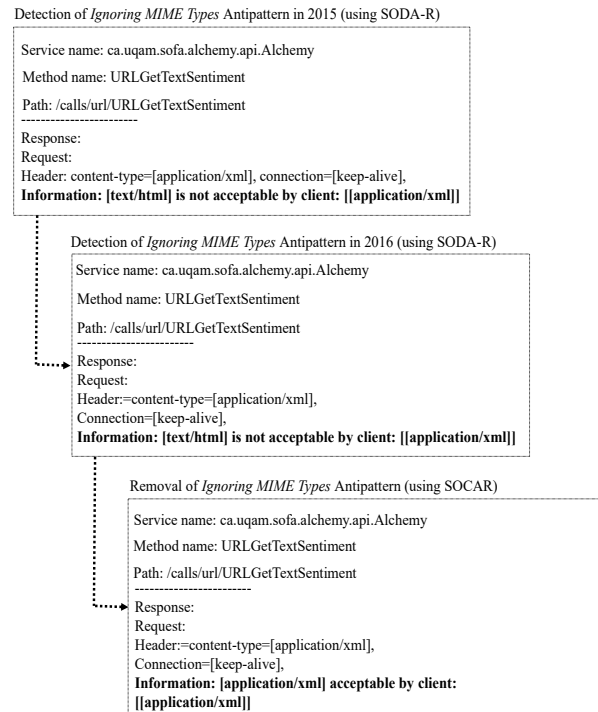 Detection of Ignoring MIME Types Antipattern in 2015 (using SODA-R)
Service name: ca.uqam.sofa.alchemy.api.Alchemy
Method name: URLGetTextSentiment
Path: /calls/url/URLGetTextSentiment
------------------------
Response:
Request:
Header: content-type=[application/xml], connection=[keep-alive],
Information: [text/html] is not acceptable by client: [[application/xml]]
Detection of Ignoring MIME Types Antipattern in 2016 (using SODA-R)
Service name: ca.uqam.sofa.alchemy.api.Alchemy
Method name: URLGetTextSentiment
Path: /calls/url/URLGetTextSentiment
------------------------
Response:
Request:
Header:=content-type=[application/xml],
Connection=[keep-alive],
Information: [text/html] is not acceptable by client: [[application/xml]]
Removal of Ignoring MIME Types Antipattern (using SOCAR)
Service name: ca.uqam.sofa.alchemy.api.Alchemy
Method name: URLGetTextSentiment
Path: /calls/url/URLGetTextSentiment
------------------------
Response:
Request:
Header:=content-type=[application/xml],
Connection=[keep-alive],
Information: [application/xml] acceptable by client:
[[application/xml]]